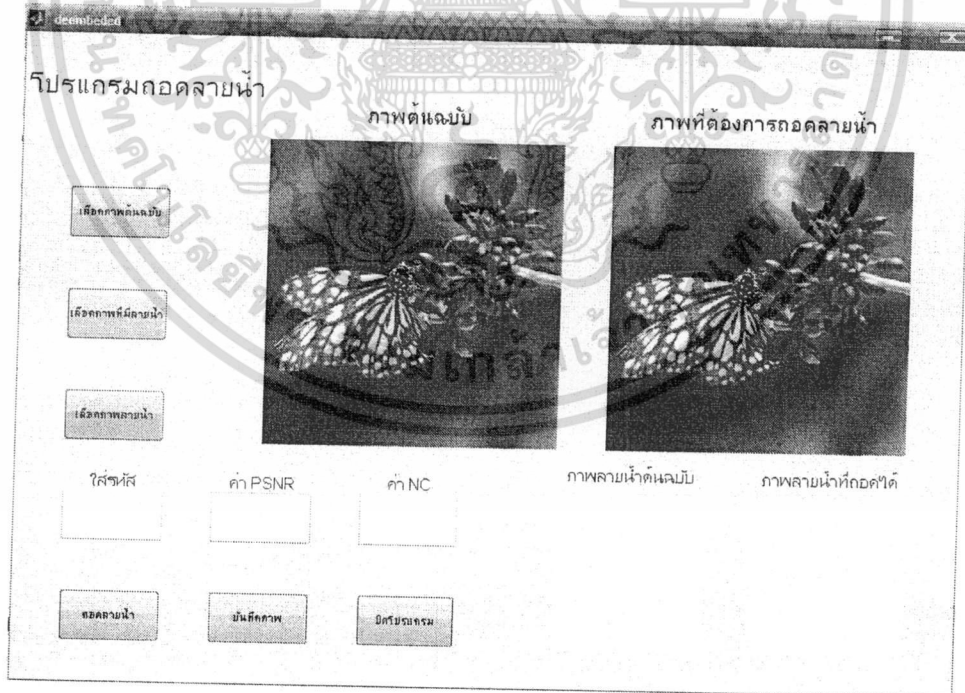 deembeded
โปรแกรมถอดลายน้ำ
ภาพต้นฉบับ
ภาพที่ต้องการถอดลายน้ำ
เลือกภาพต้นฉบับ
เลือกภาพที่มีลายน้ำ
เลือกภาพลายน้ำ
ใส่รหัส
ค่า PSNR
ค่า NC
ภาพลายน้ำต้นฉบับ
ภาพลายน้ำที่ถอดได้
ถอดลายน้ำ
บันทึกภาพ
ปิดโปรแกรม